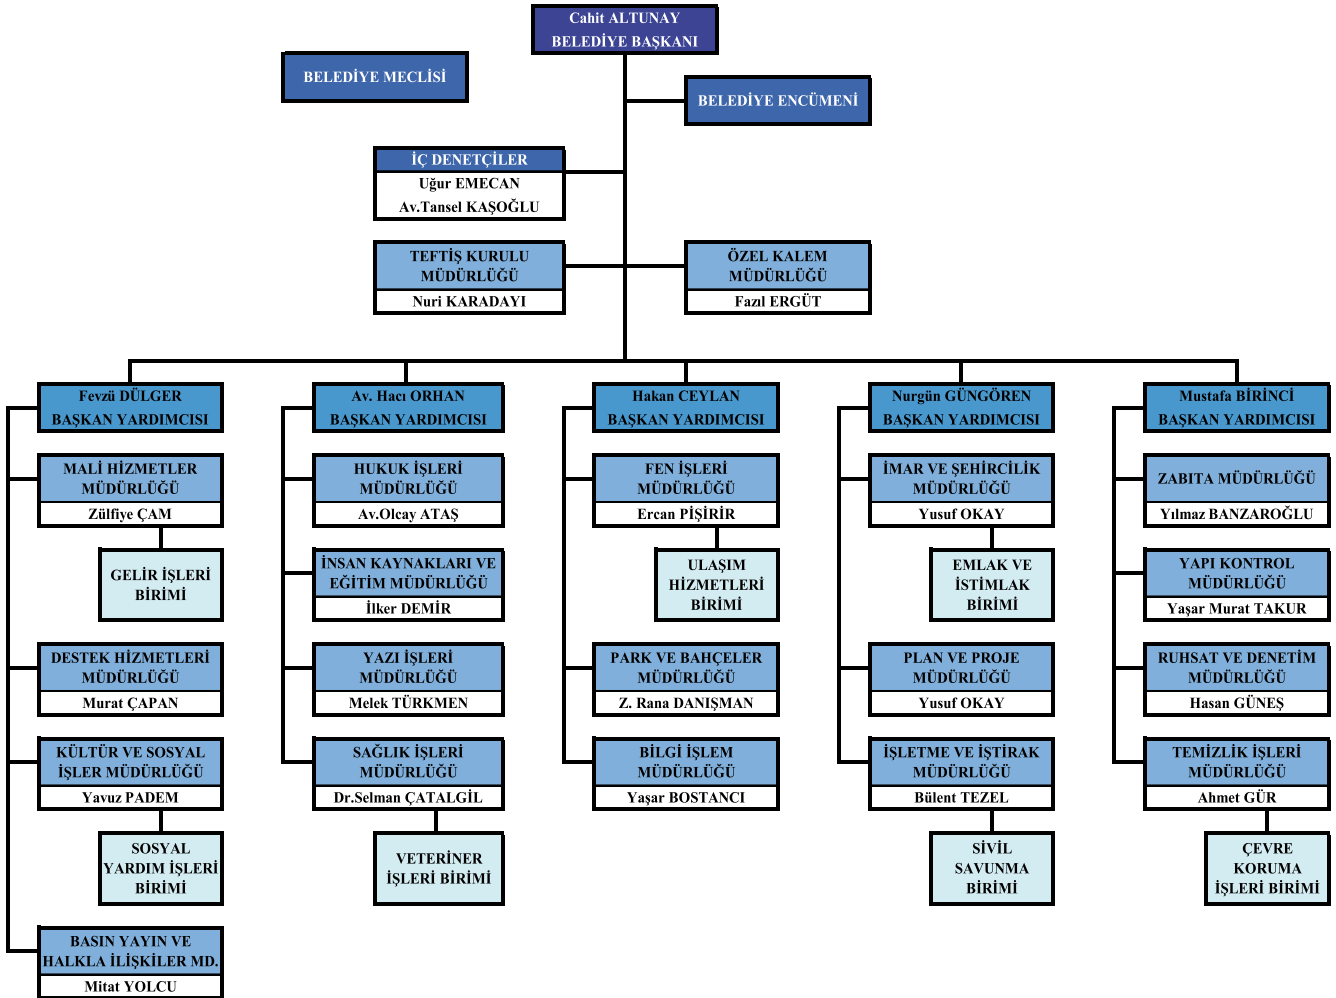 Cahit ALTUNAY
BELEDİYE BAŞKANI
BELEDİYE MECLİSİ
BELEDİYE ENCÜMENİ
İÇ DENETÇİLER
Uğur EMECAN
Av.Tansel KAŞOĞLU
TEFTİŞ KURULU
MÜDÜRLÜĞÜ
Nuri KARADAYI
ÖZEL KALEM
MÜDÜRLÜĞÜ
Fazıl ERGÜT
Fevzü DÜLGER
BAŞKAN YARDIMCISI
MALİ HİZMETLER
MÜDÜRLÜĞÜ
Zülfiye ÇAM
GELİR İŞLERİ
BİRİMİ
DESTEK HİZMETLERİ
MÜDÜRLÜĞÜ
Murat ÇAPAN
KÜLTÜR VE SOSYAL
İŞLER MÜDÜRLÜĞÜ
Yavuz PADEM
SOSYAL
YARDIM İŞLERİ
BİRİMİ
BASIN YAYIN VE
HALKLA İLİŞKİLER MD.
Mitat YOLCU
Av. Hacı ORHAN
BAŞKAN YARDIMCISI
HUKUK İŞLERİ
MÜDÜRLÜĞÜ
Av.Olcay ATAŞ
İNSAN KAYNAKLARI VE
EĞİTİM MÜDÜRLÜĞÜ
İlker DEMİR
YAZI İŞLERİ
MÜDÜRLÜĞÜ
Melek TÜRKMEN
SAĞLIK İŞLERİ
MÜDÜRLÜĞÜ
Dr.Selman ÇATALGİL
VETERİNER
İŞLERİ BİRİMİ
Hakan CEYLAN
BAŞKAN YARDIMCISI
FEN İŞLERİ
MÜDÜRLÜĞÜ
Ercan PİŞİRİR
ULAŞIM
HİZMETLERİ
BİRİMİ
PARK VE BAHÇELER
MÜDÜRLÜĞÜ
Z. Rana DANIŞMAN
BİLGİ İŞLEM
MÜDÜRLÜĞÜ
Yaşar BOSTANCI
Nurgün GÜNGÖREN
BAŞKAN YARDIMCISI
İMAR VE ŞEHİRCİLİK
MÜDÜRLÜĞÜ
Yusuf OKAY
EMLAK VE
İSTİMLAK
BİRİMİ
PLAN VE PROJE
MÜDÜRLÜĞÜ
Yusuf OKAY
İŞLETME VE İŞTİRAK
MÜDÜRLÜĞÜ
Bülent TEZEL
SİVİL
SAVUNMA
BİRİMİ
Mustafa BİRİNCİ
BAŞKAN YARDIMCISI
ZABITA MÜDÜRLÜĞÜ
Yılmaz BANZAROĞLU
YAPI KONTROL
MÜDÜRLÜĞÜ
Yaşar Murat TAKUR
RUHSAT VE DENETİM
MÜDÜRLÜĞÜ
Hasan GÜNEŞ
TEMİZLİK İŞLERİ
MÜDÜRLÜĞÜ
Ahmet GÜR
ÇEVRE
KORUMA
İŞLERİ BİRİMİ